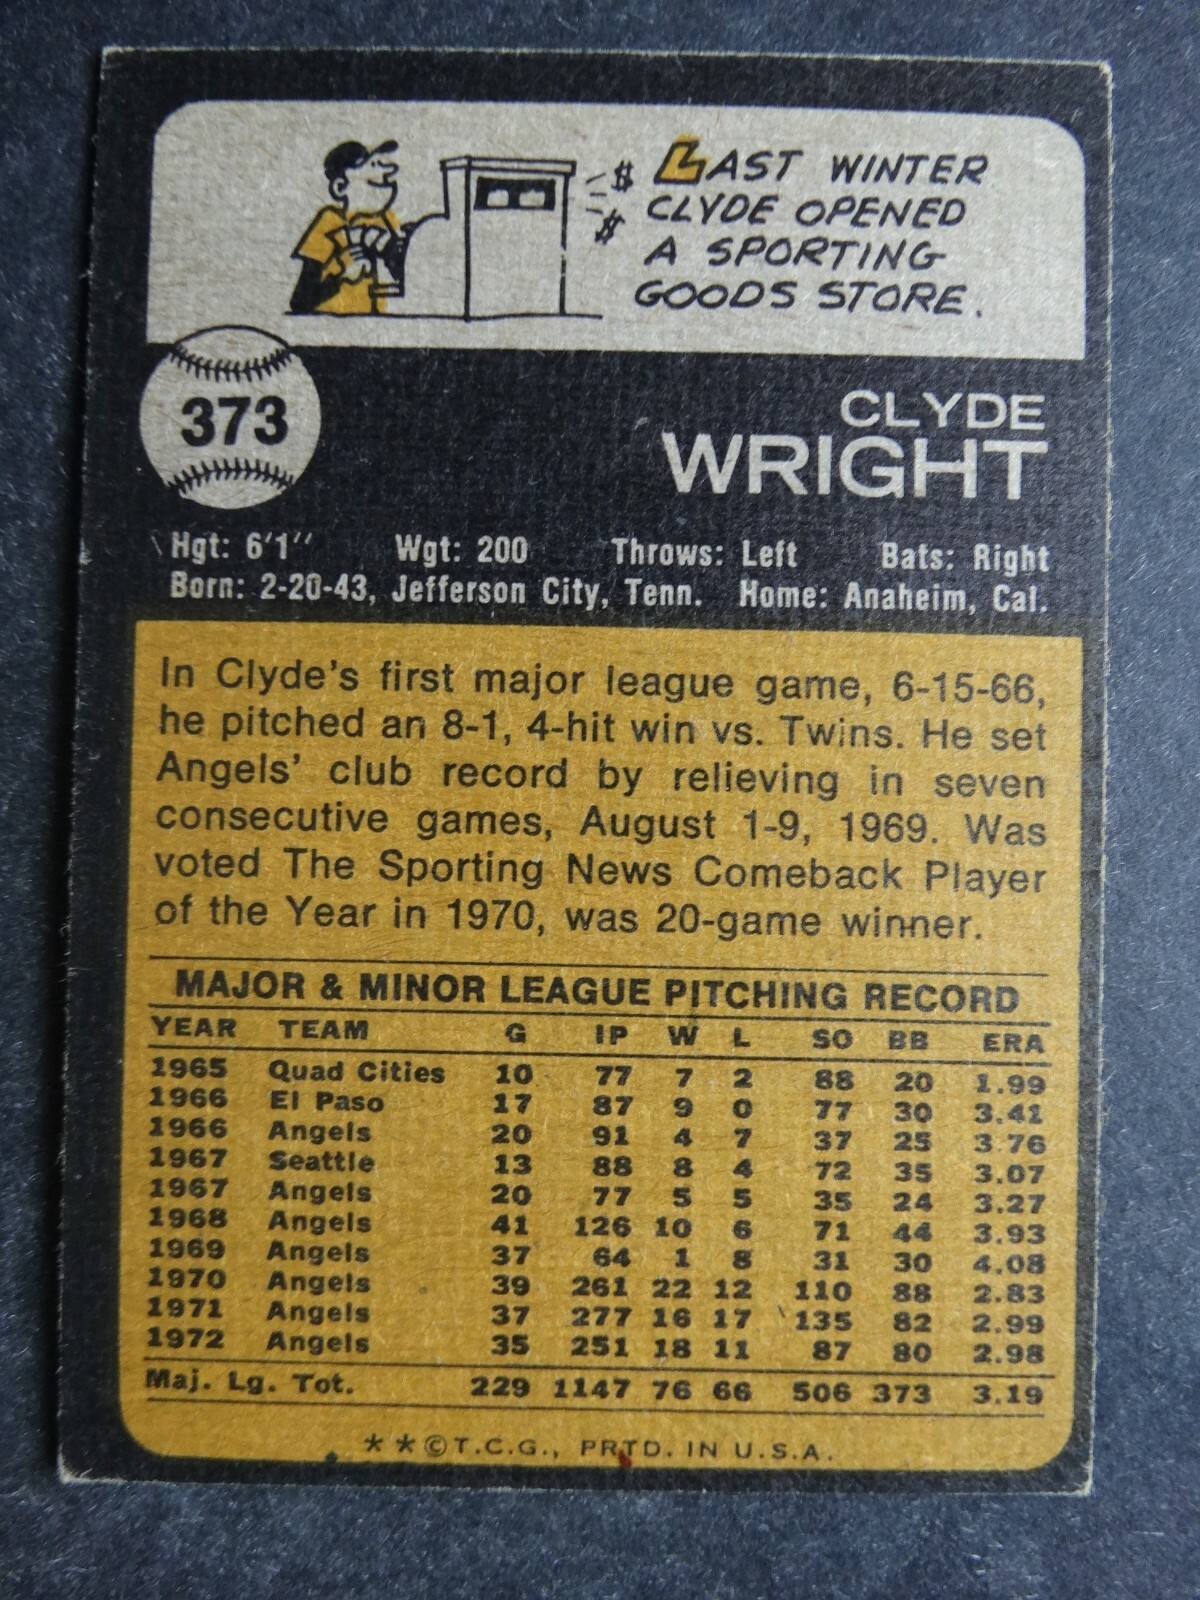 $ LAST WINTER
$ CLYDE OPENED
A SPORTING
GOODS STORE.
373
CLYDE
WRIGHT
Hgt: 6'1'' Wgt: 200 Throws: Left Bats: Right
Born: 2-20-43, Jefferson City, Tenn. Home: Anaheim, Cal.
In Clyde's first major league game, 6-15-66,
he pitched an 8-1, 4-hit win vs. Twins. He set
Angels' club record by relieving in seven
consecutive games, August 1-9, 1969. Was
voted The Sporting News Comeback Player
of the Year in 1970, was 20-game winner.
MAJOR & MINOR LEAGUE PITCHING RECORD
YEAR TEAM G IP W L SO BB ERA
1965 Quad Cities 10 77 7 2 88 20 1.99
1966 El Paso 17 87 9 0 77 30 3.41
1966 Angels 20 91 4 7 37 25 3.76
1967 Seattle 13 88 8 4 72 35 3.07
1967 Angels 20 77 5 5 35 24 3.27
1968 Angels 41 126 10 6 71 44 3.93
1969 Angels 37 64 1 8 31 30 4.08
1970 Angels 39 261 22 12 110 88 2.83
1971 Angels 37 277 16 17 135 82 2.99
1972 Angels 35 251 18 11 87 80 2.98
Maj. Lg. Tot. 229 1147 76 66 506 373 3.19
**©T.C.G., PRTD. IN U.S.A.